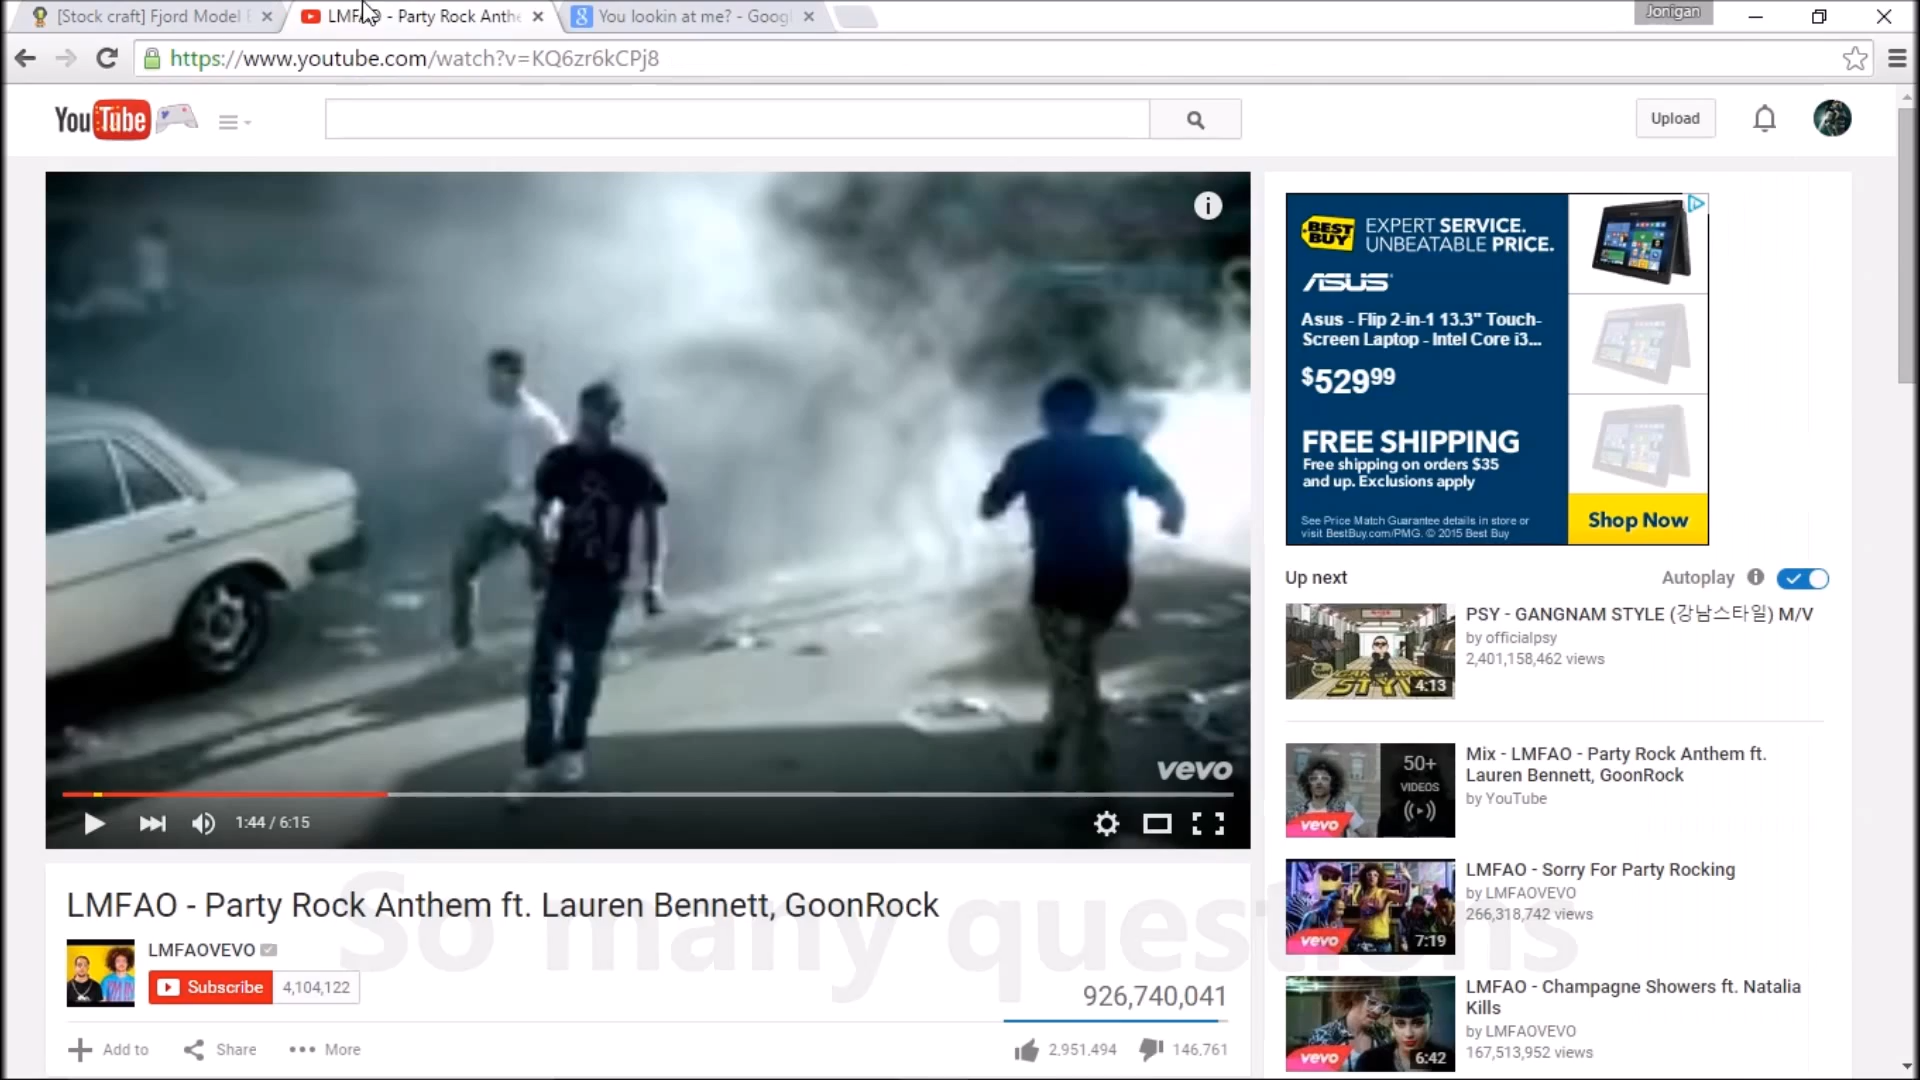 [Stock craft] Fjord Model
LMFAO - Party Rock Anthe
You lookin at me? - Goog
Jonigan
https://www.youtube.com/watch?v=KQ6zr6kCPj8
YouTube
Upload
BEST BUY
EXPERT SERVICE.
UNBEATABLE PRICE.
ASUS
Asus - Flip 2-in-1 13.3" Touch-
Screen Laptop - Intel Core i3...
$529.99
FREE SHIPPING
Free shipping on orders $35
and up. Exclusions apply
See Price Match Guarantee details in store or
visit BestBuy.com/PMG. © 2015 Best Buy
Shop Now
vevo
1:44 / 6:15
Up next
Autoplay
PSY - GANGNAM STYLE (강남스타일) M/V
by officialpsy
2,401,158,462 views
4:13
Mix - LMFAO - Party Rock Anthem ft.
Lauren Bennett, GoonRock
by YouTube
50+
VIDEOS
vevo
LMFAO - Sorry For Party Rocking
by LMFAOVEVO
266,318,742 views
vevo
7:19
LMFAO - Champagne Showers ft. Natalia
Kills
by LMFAOVEVO
167,513,952 views
vevo
6:42
LMFAO - Party Rock Anthem ft. Lauren Bennett, GoonRock
So many questions
LMFAOVEVO
Subscribe
4,104,122
926,740,041
Add to
Share
More
2,951,494
146,761